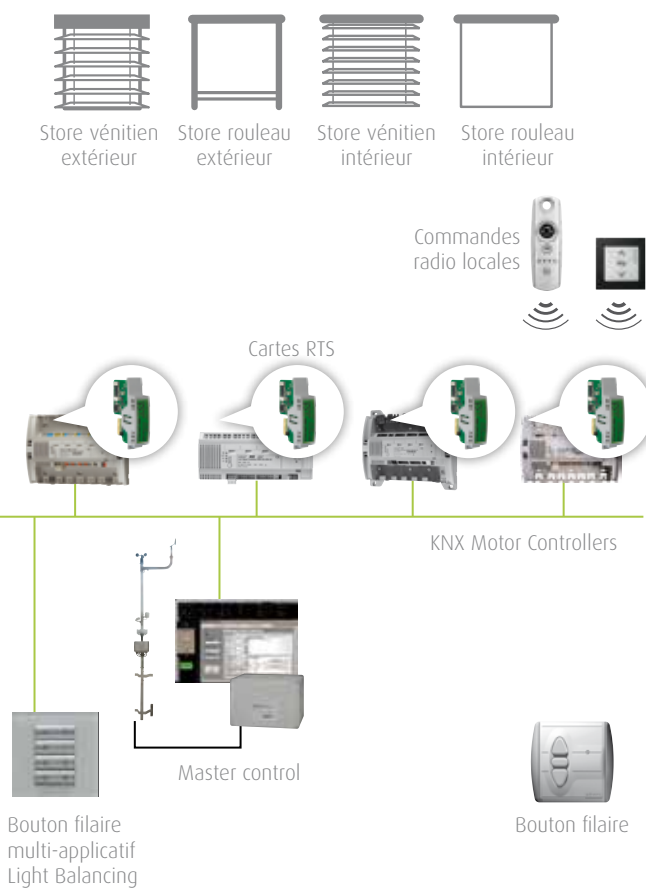 Store vénitien
extérieur
Store rouleau
extérieur
Store vénitien
intérieur
Store rouleau
intérieur
Commandes
radio locales
Cartes RTS
KNX Motor Controllers
Master control
Bouton filaire
multi-applicatif
Light Balancing
Bouton filaire